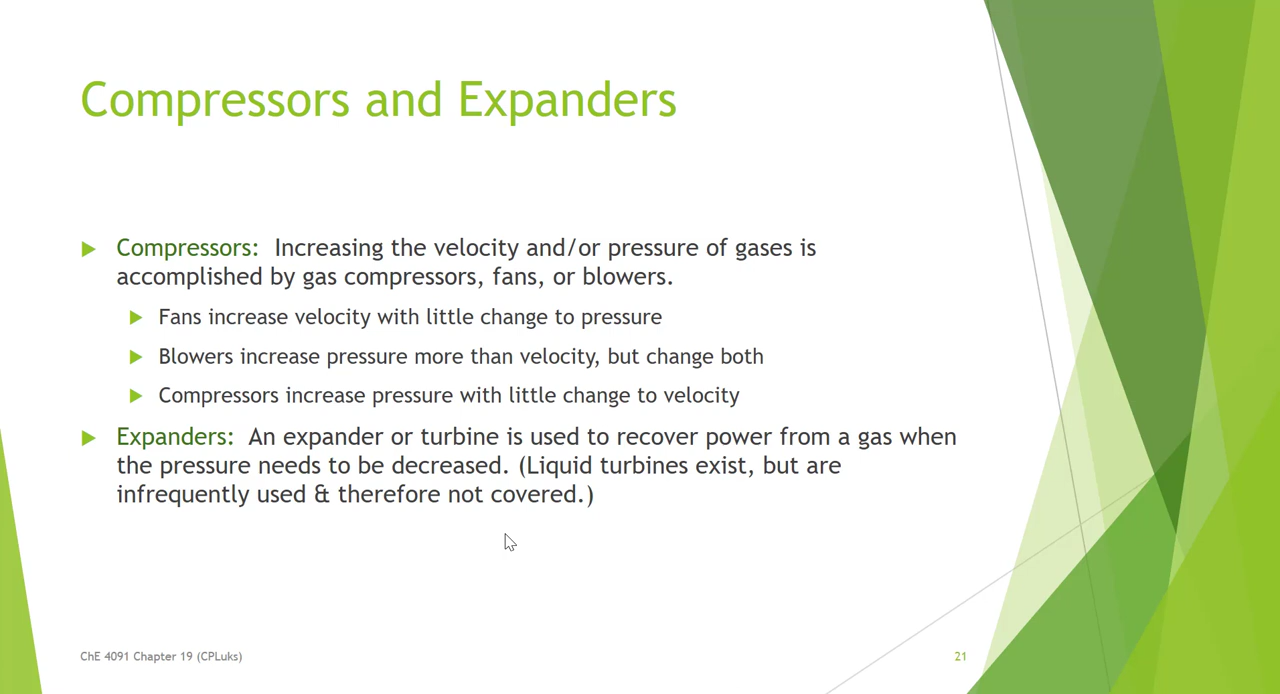 Compressors and Expanders
Compressors: Increasing the velocity and/or pressure of gases is
accomplished by gas compressors, fans, or blowers.
Fans increase velocity with little change to pressure
Blowers increase pressure more than velocity, but change both
Compressors increase pressure with little change to velocity
Expanders: An expander or turbine is used to recover power from a gas when
the pressure needs to be decreased. (Liquid turbines exist, but are
infrequently used & therefore not covered.)
ChE 4091 Chapter 19 (CPLuks)
21